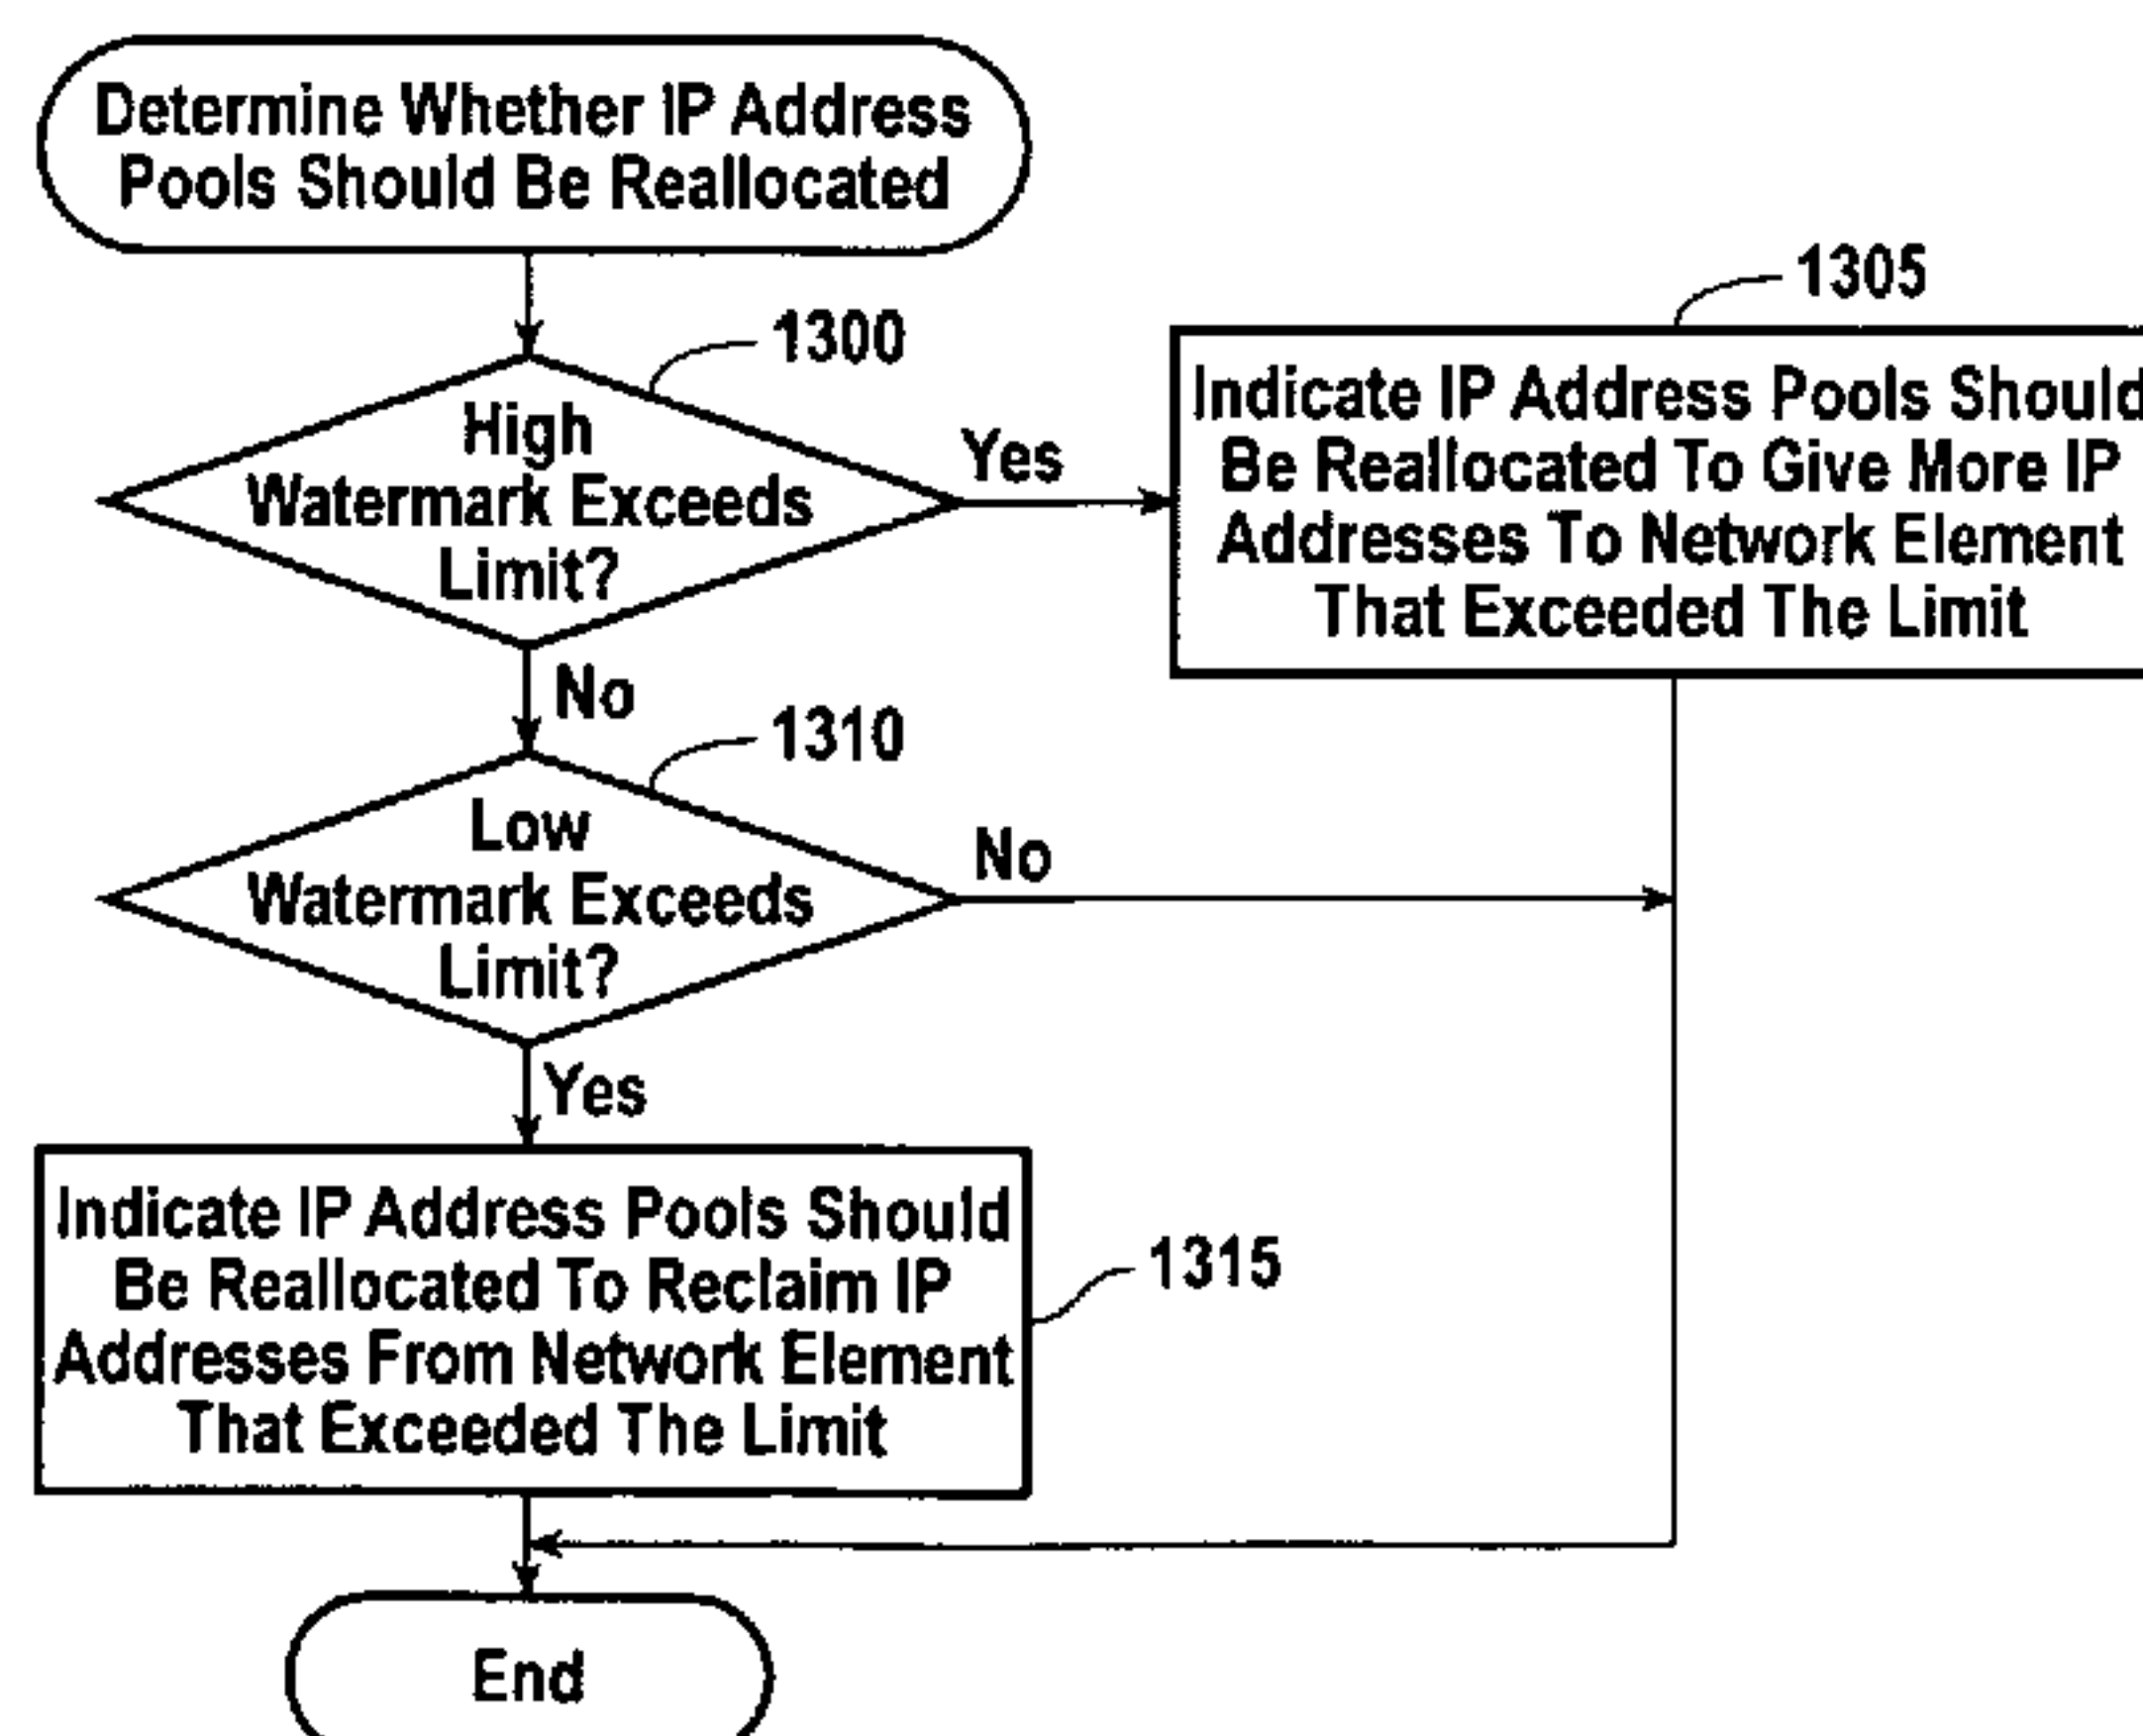 Determine Whether IP Address
Pools Should Be Reallocated
1300
High
Watermark Exceeds
Limit?
Yes
1305
Indicate IP Address Pools Should
Be Reallocated To Give More IP
Addresses To Network Element
That Exceeded The Limit
No
1310
Low
Watermark Exceeds
Limit?
No
Yes
Indicate IP Address Pools Should
Be Reallocated To Reclaim IP
Addresses From Network Element
That Exceeded The Limit
1315
End